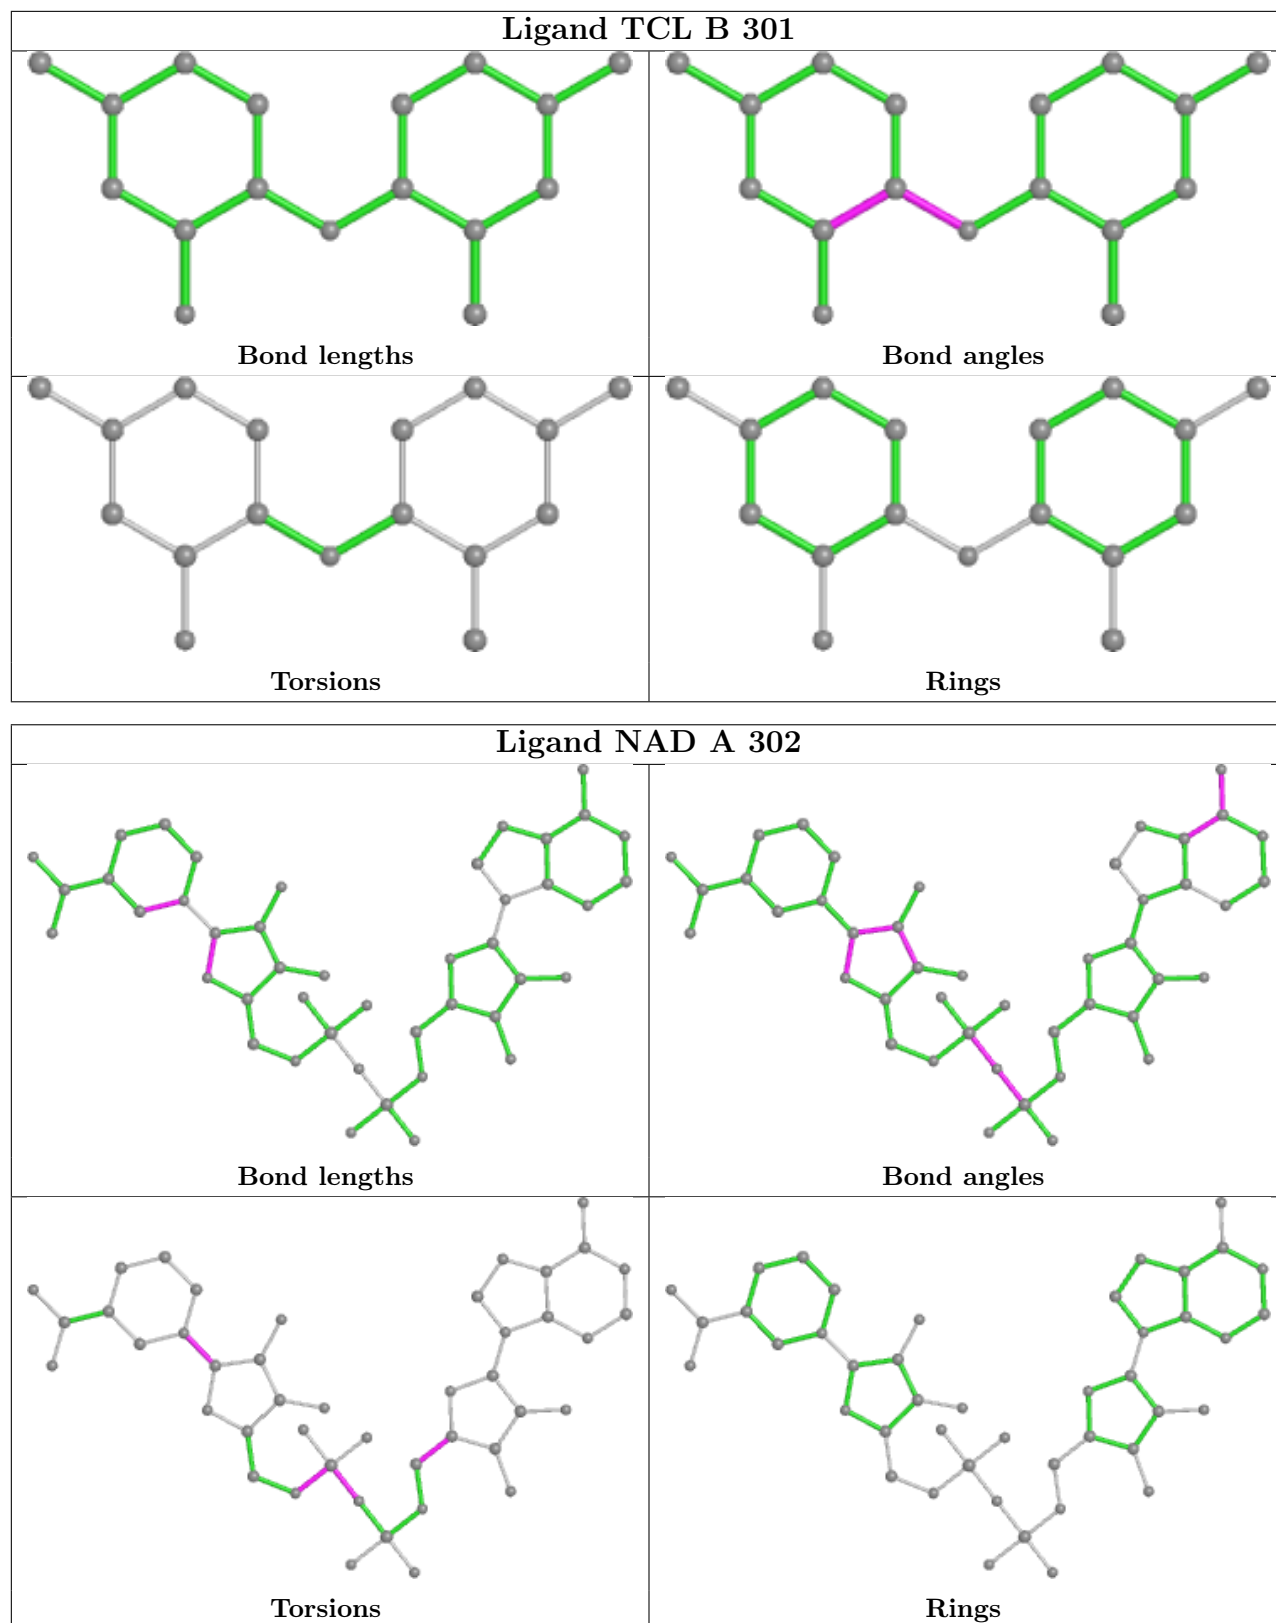 Ligand TCL B 301
Bond lengths
Bond angles
Torsions
Rings
Ligand NAD A 302
Bond lengths
Bond angles
Torsions
Rings